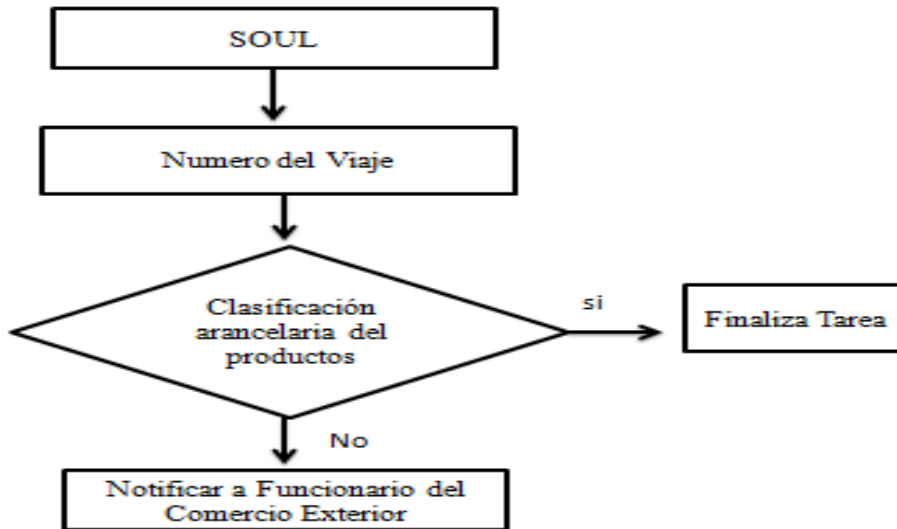 SOUL
Numero del Viaje
Clasificación
arancelaria del
productos
si
Finaliza Tarea
No
Notificar a Funcionario del
Comercio Exterior